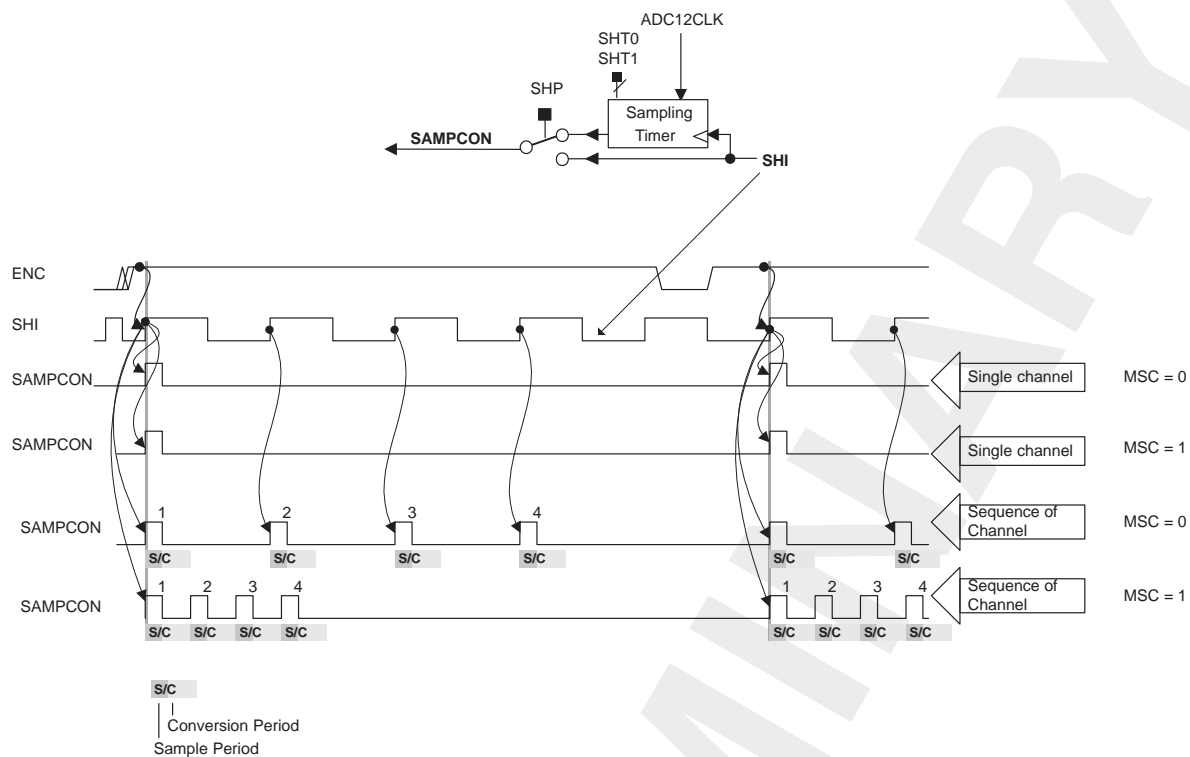 ADC12CLK
SHT0
SHT1
SHP
Sampling
Timer
SAMPCON
SHI
ENC
SHI
SAMPCON
Single channel
MSC = 0
SAMPCON
Single channel
MSC = 1
1 2 3 4
SAMPCON
Sequence of
Channel
MSC = 0
S/C S/C S/C S/C S/C S/C
1 2 3 4 1 2 3 4
SAMPCON
Sequence of
Channel
MSC = 1
S/C S/C S/C S/C S/C S/C S/C S/C
S/C
Conversion Period
Sample Period